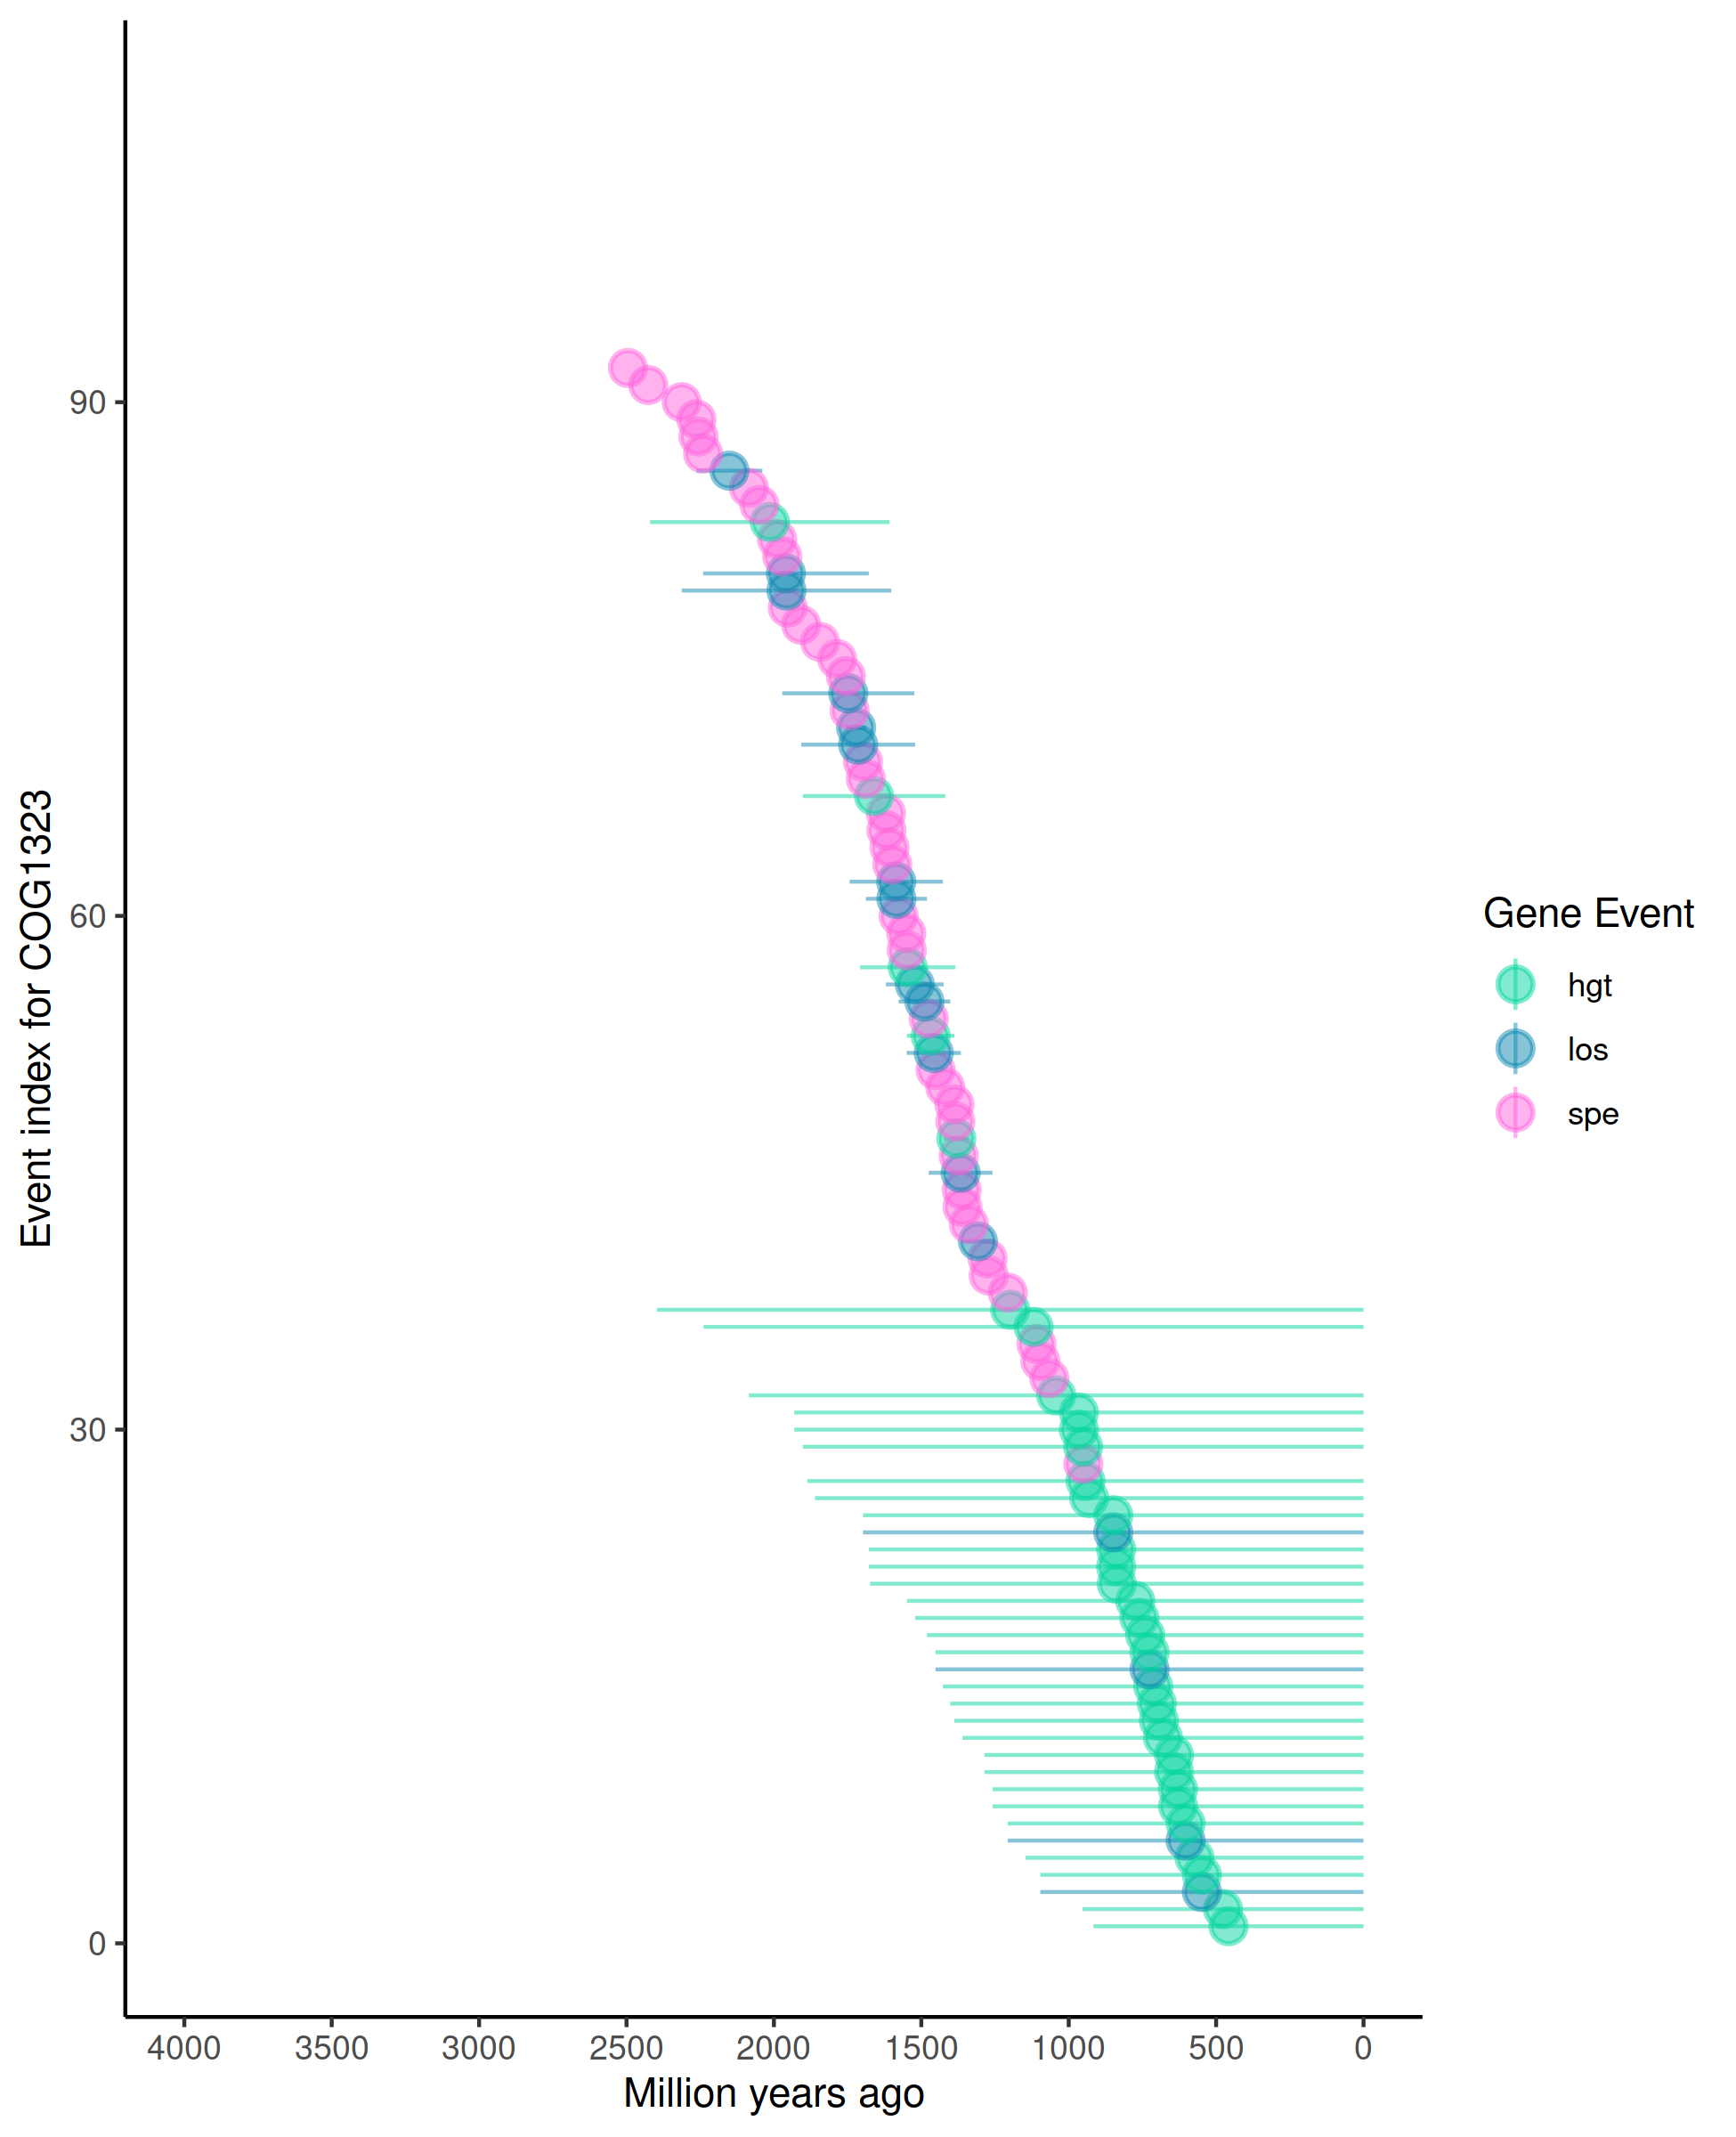 Event index for COG1323
90
60
30
0
4000 3500 3000 2500 2000 1500 1000 500 0
Million years ago
Gene Event
hgt
los
spe